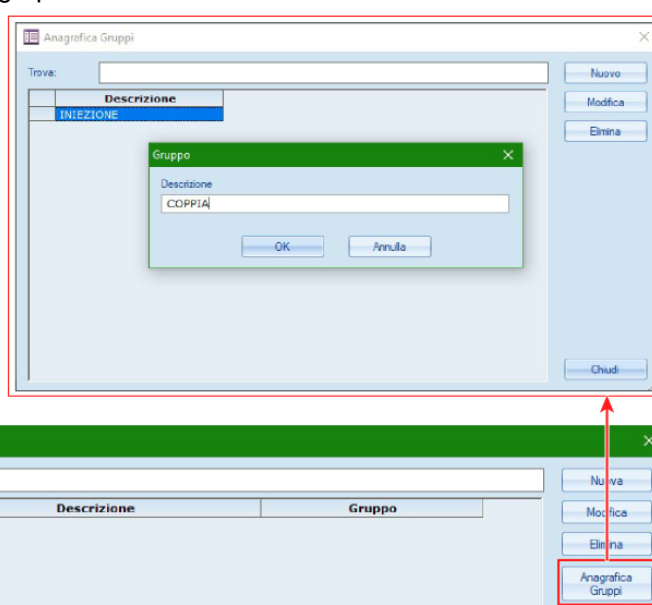 Anagrafica Gruppi
Trova:
Nuovo
Descrizione
Modifica
INIEZIONE
Elimina
Gruppo
Descrizione
COPPIA
OK Annulla
Chiudi
Nuova
Descrizione Gruppo
Modifica
Elimina
Anagrafica
Gruppi